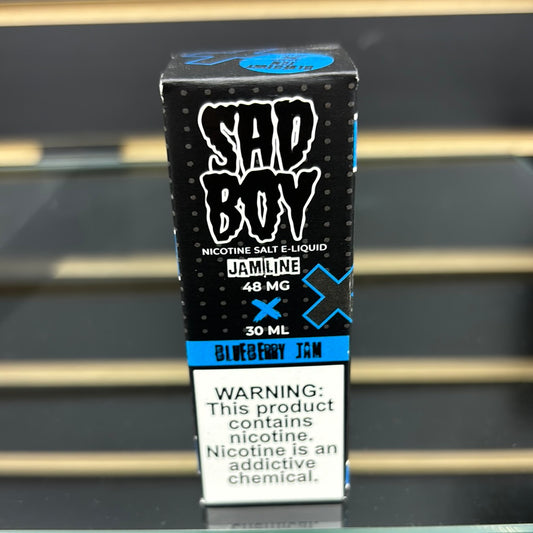 SAD
BOY
NICOTINE SALT E-LIQUID
JAM LINE
48 MG
X
30 ML
BLUEBERRY JAM
WARNING:
This product
contains
nicotine.
Nicotine is an
addictive
chemical.